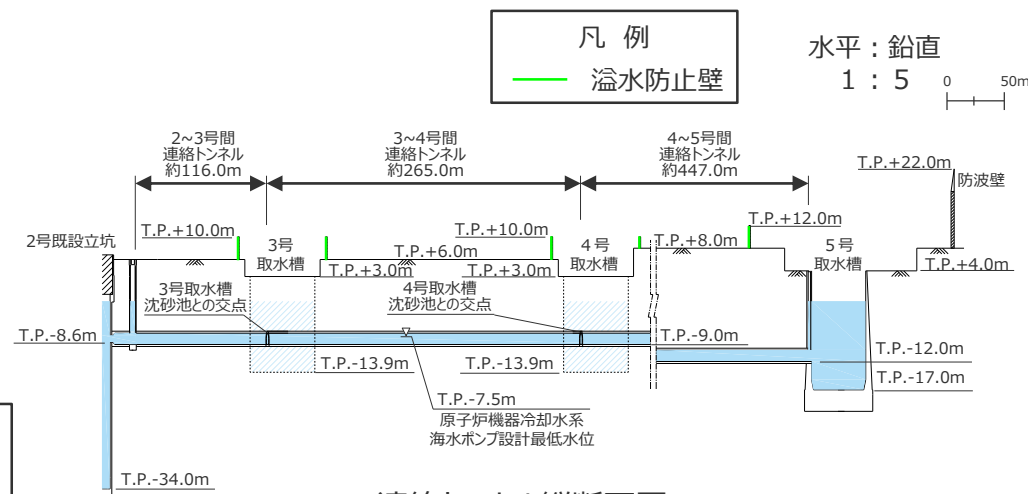 凡 例
溢水防止壁
水平：鉛直
1 ： 5
0 50m
2~3号間
連絡トンネル
約116.0m
3~4号間
連絡トンネル
約265.0m
4~5号間
連絡トンネル
約447.0m
T.P.+22.0m
防波壁
2号既設立坑
T.P.+10.0m
3号
取水槽
T.P.+6.0m
T.P.+10.0m
4号
取水槽
T.P.+8.0m
T.P.+12.0m
5号
取水槽
T.P.+3.0m
T.P.+3.0m
T.P.+4.0m
3号取水槽
沈砂池との交点
4号取水槽
沈砂池との交点
T.P.-8.6m
T.P.-9.0m
T.P.-12.0m
T.P.-13.9m
T.P.-13.9m
T.P.-17.0m
T.P.-7.5m
原子炉機器冷却水系
海水ポンプ設計最低水位
T.P.-34.0m